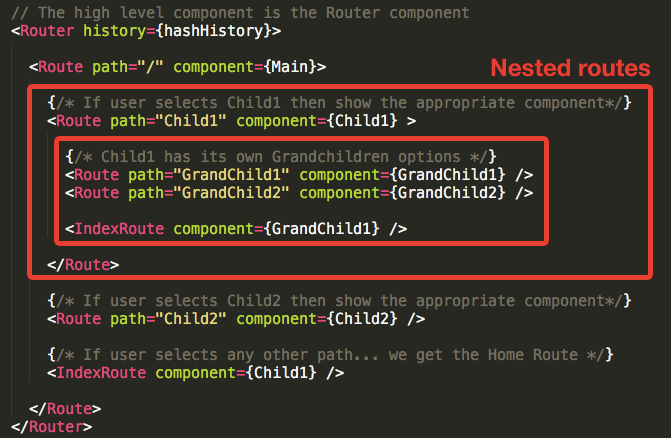 // The high level component is the Router component
<Router history={hashHistory}>
<Route path="/" component={Main}>
Nested routes
{/* If user selects Child1 then show the appropriate component*/}
<Route path="Child1" component={Child1} >
{/* Child1 has its own Grandchildren options */}
<Route path="GrandChild1" component={GrandChild1} />
<Route path="GrandChild2" component={GrandChild2} />
<IndexRoute component={GrandChild1} />
</Route>
{/* If user selects Child2 then show the appropriate component*/}
<Route path="Child2" component={Child2} />
{/* If user selects any other path... we get the Home Route */}
<IndexRoute component={Child1} />
</Route>
</Router>